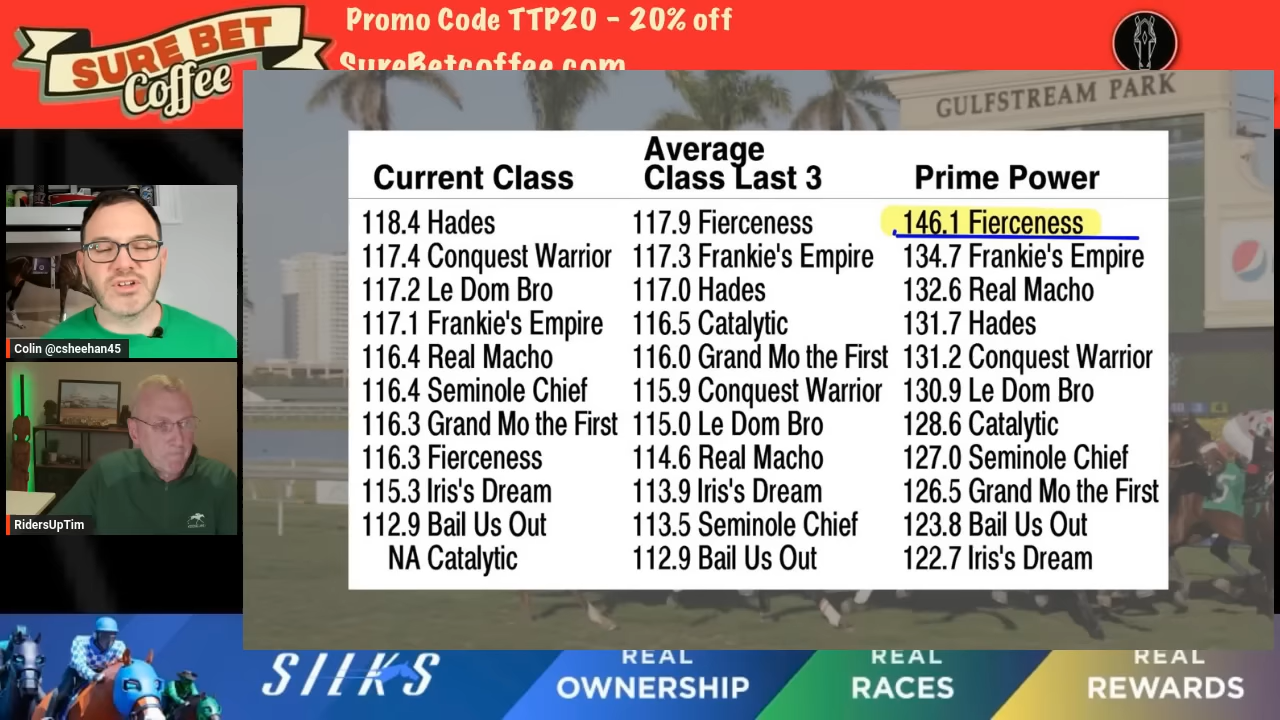 SURE BET
Coffee
Promo Code TTP20 - 20% off
SureBetcoffee.com
GULFSTREAM PARK
Current Class
118.4 Hades
117.4 Conquest Warrior
117.2 Le Dom Bro
117.1 Frankie's Empire
116.4 Real Macho
116.4 Seminole Chief
116.3 Grand Mo the First
116.3 Fierceness
115.3 Iris's Dream
112.9 Bail Us Out
NA Catalytic
Average
Class Last 3
117.9 Fierceness
117.3 Frankie's Empire
117.0 Hades
116.5 Catalytic
116.0 Grand Mo the First
115.9 Conquest Warrior
115.0 Le Dom Bro
114.6 Real Macho
113.9 Iris's Dream
113.5 Seminole Chief
112.9 Bail Us Out
Prime Power
146.1 Fierceness
134.7 Frankie's Empire
132.6 Real Macho
131.7 Hades
131.2 Conquest Warrior
130.9 Le Dom Bro
128.6 Catalytic
127.0 Seminole Chief
126.5 Grand Mo the First
123.8 Bail Us Out
122.7 Iris's Dream
Colin @csheehan45
RidersUpTim
SILKS
REAL
OWNERSHIP
REAL
RACES
REAL
REWARDS